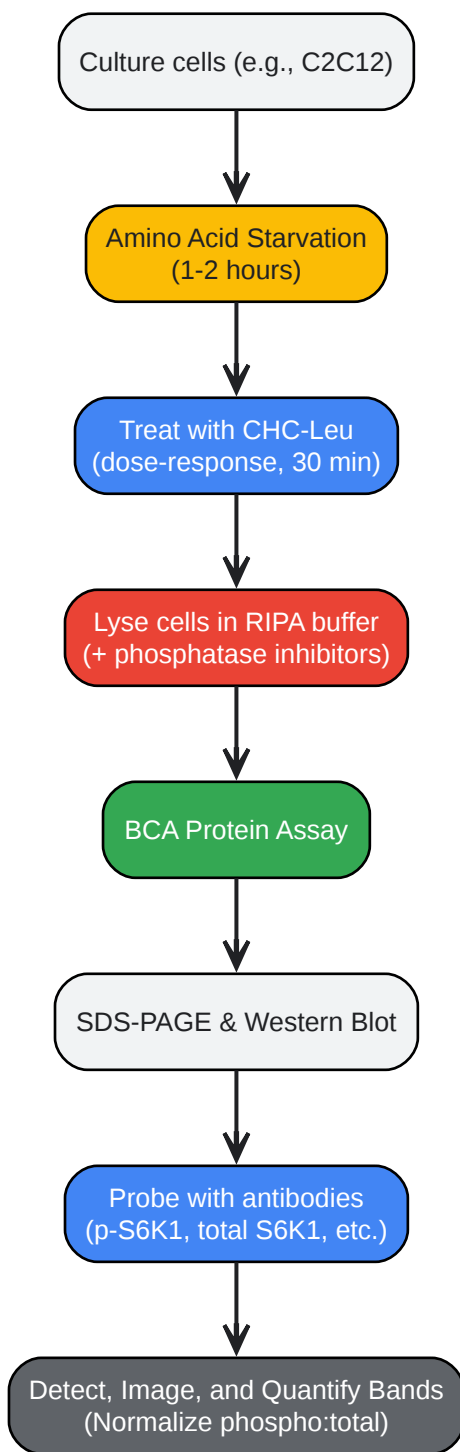 Culture cells (e.g., C2C12)
Amino Acid Starvation
(1-2 hours)
Treat with CHC-Leu
(dose-response, 30 min)
Lyse cells in RIPA buffer
(+ phosphatase inhibitors)
BCA Protein Assay
SDS-PAGE & Western Blot
Probe with antibodies
(p-S6K1, total S6K1, etc.)
Detect, Image, and Quantify Bands
(Normalize phospho:total)